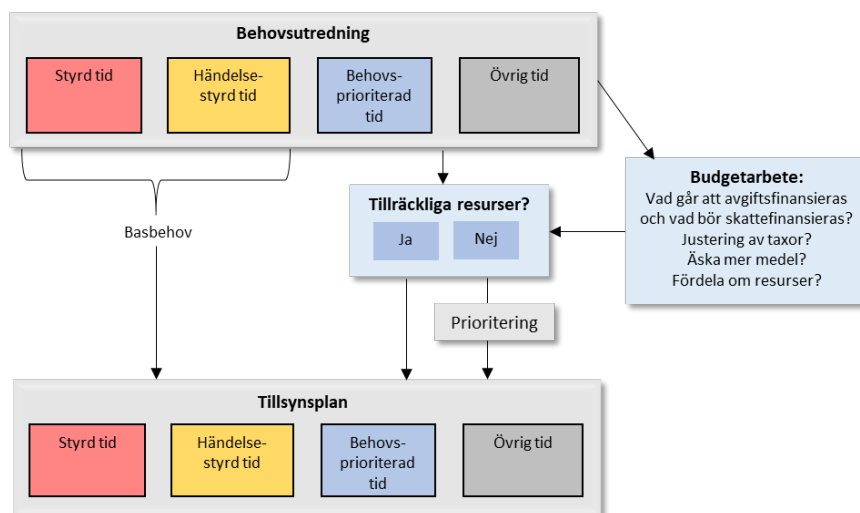 Behovsutredning
Styrd tid
Händelse-
styrd tid
Behovs-
prioriterad
tid
Övrig tid
Basbehov
Tillräckliga resurser?
Ja
Nej
Budgetarbete:
Vad går att avgiftsfinansieras
och vad bör skattefinansieras?
Justering av taxor?
Äska mer medel?
Fördela om resurser?
Prioritering
Tillsynsplan
Styrd tid
Händelse-
styrd tid
Behovs-
prioriterad
tid
Övrig tid